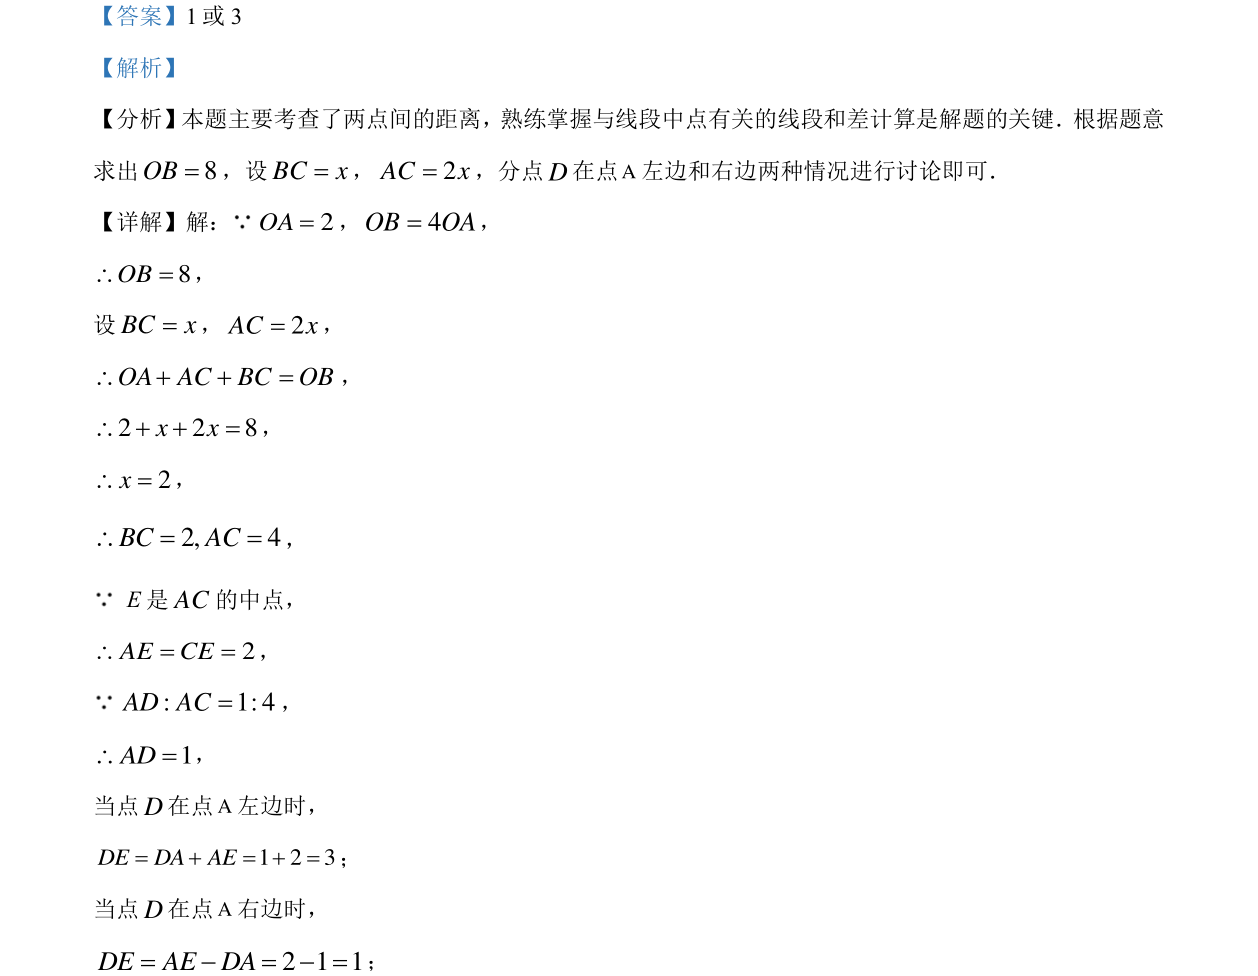 【答案】1 或 3
【解析】
【分析】本题主要考查了两点间的距离，熟练掌握与线段中点有关的线段和差计算是解题的关键．根据题意
求出 OB = 8，设 BC = x，AC = 2x，分点 D 在点 A 左边和右边两种情况进行讨论即可．
【详解】解：∵ OA = 2，OB = 4OA，
∴ OB = 8，
设 BC = x，AC = 2x，
∴ OA + AC + BC = OB，
∴ 2 + x + 2x = 8，
∴ x = 2，
∴ BC = 2, AC = 4，
∵ E 是 AC 的中点，
∴ AE = CE = 2，
∵ AD : AC = 1 : 4，
∴ AD = 1，
当点 D 在点 A 左边时，
DE = DA + AE = 1 + 2 = 3；
当点 D 在点 A 右边时，
DE = AE − DA = 2 − 1 = 1；